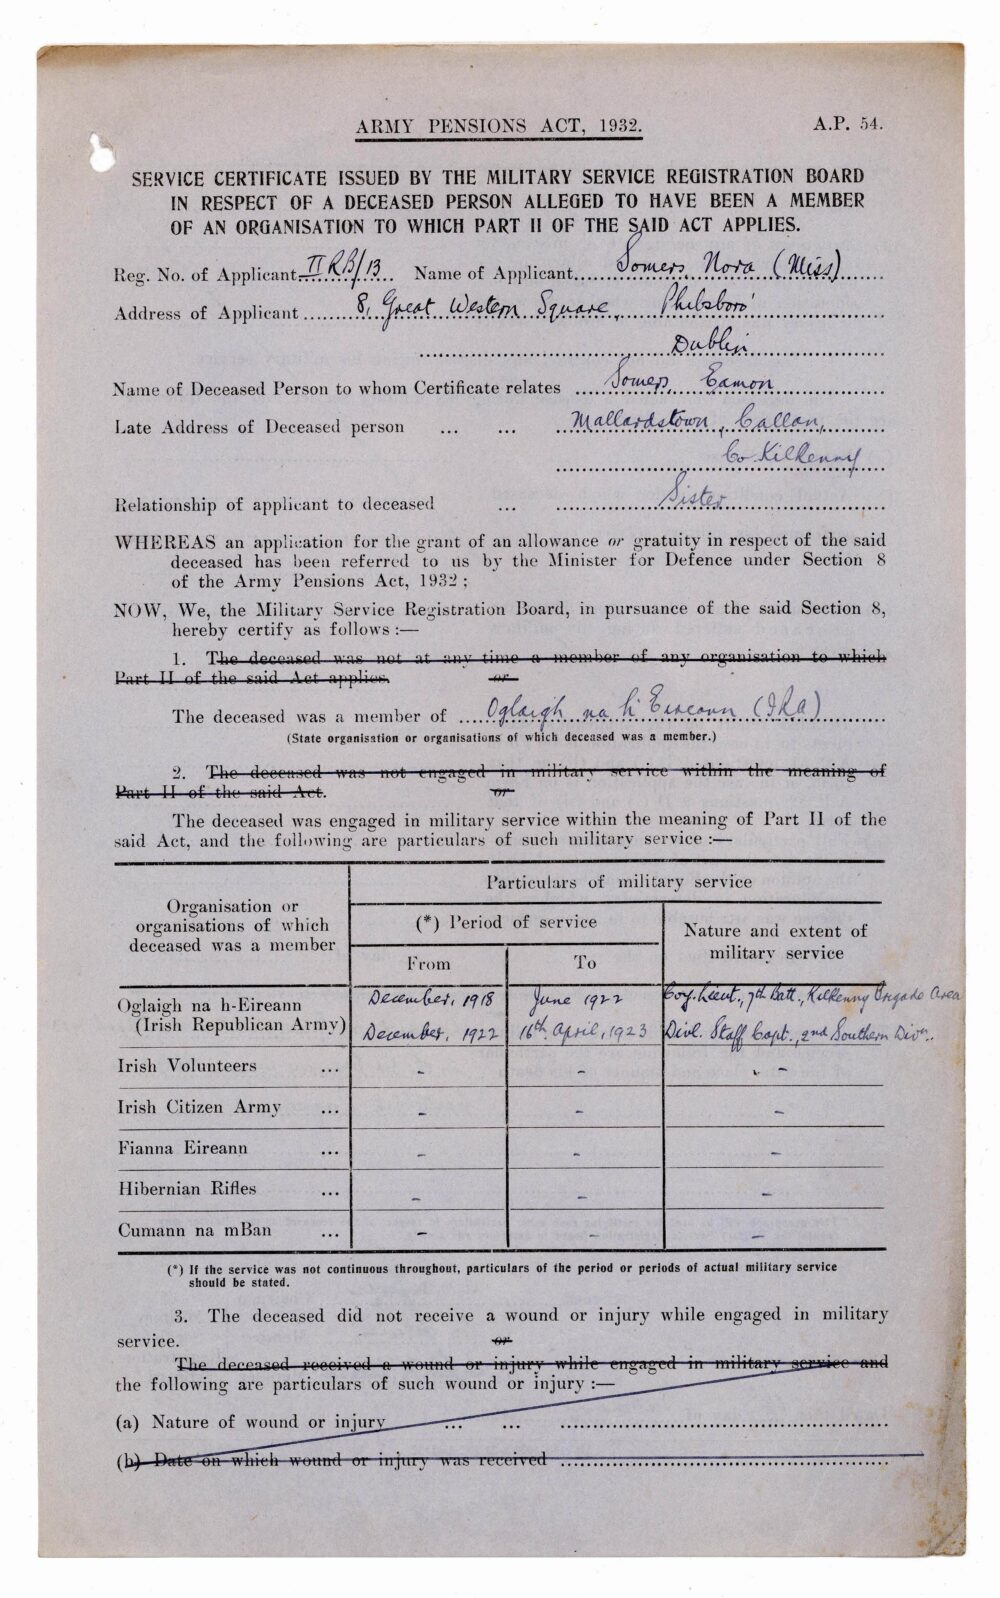 ARMY PENSIONS ACT, 1932.
A.P. 54.
SERVICE CERTIFICATE ISSUED BY THE MILITARY SERVICE REGISTRATION BOARD
IN RESPECT OF A DECEASED PERSON ALLEGED TO HAVE BEEN A MEMBER
OF AN ORGANISATION TO WHICH PART II OF THE SAID ACT APPLIES.
Reg. No. of Applicant II RB/13 Name of Applicant Somers, Nora (Miss)
Address of Applicant 8, Great Western Square, Phibsboro'
Dublin
Name of Deceased Person to whom Certificate relates Somers, Eamon
Late Address of Deceased person ... ... Mallardstown, Callan,
Co. Kilkenny
Relationship of applicant to deceased ... Sister
WHEREAS an application for the grant of an allowance or gratuity in respect of the said
deceased has been referred to us by the Minister for Defence under Section 8
of the Army Pensions Act, 1932 ;
NOW, We, the Military Service Registration Board, in pursuance of the said Section 8,
hereby certify as follows :—
1. The deceased was not at any time a member of any organisation to which
Part II of the said Act applies.
or
The deceased was a member of Oglaigh na h-Eireann (IRA)
(State organisation or organisations of which deceased was a member.)
2. The deceased was not engaged in military service within the meaning of
Part II of the said Act.
or
The deceased was engaged in military service within the meaning of Part II of the
said Act, and the following are particulars of such military service :—
Organisation or
organisations of which
deceased was a member
Particulars of military service
(*) Period of service
Nature and extent of
military service
From
To
Oglaigh na h-Eireann
(Irish Republican Army)
December, 1918 June 1922 Coy. Lieut., 7th Batt., Kilkenny Brigade Area
December, 1922 16th April, 1923 Divl. Staff Capt., 2nd Southern Divn.
Irish Volunteers ... - - -
Irish Citizen Army ... - - -
Fianna Eireann ... - - -
Hibernian Rifles ... - - -
Cumann na mBan ... - - -
(*) If the service was not continuous throughout, particulars of the period or periods of actual military service
should be stated.
3. The deceased did not receive a wound or injury while engaged in military
service.
or
The deceased received a wound or injury while engaged in military service and
the following are particulars of such wound or injury :—
(a) Nature of wound or injury ... ...
(b) Date on which wound or injury was received